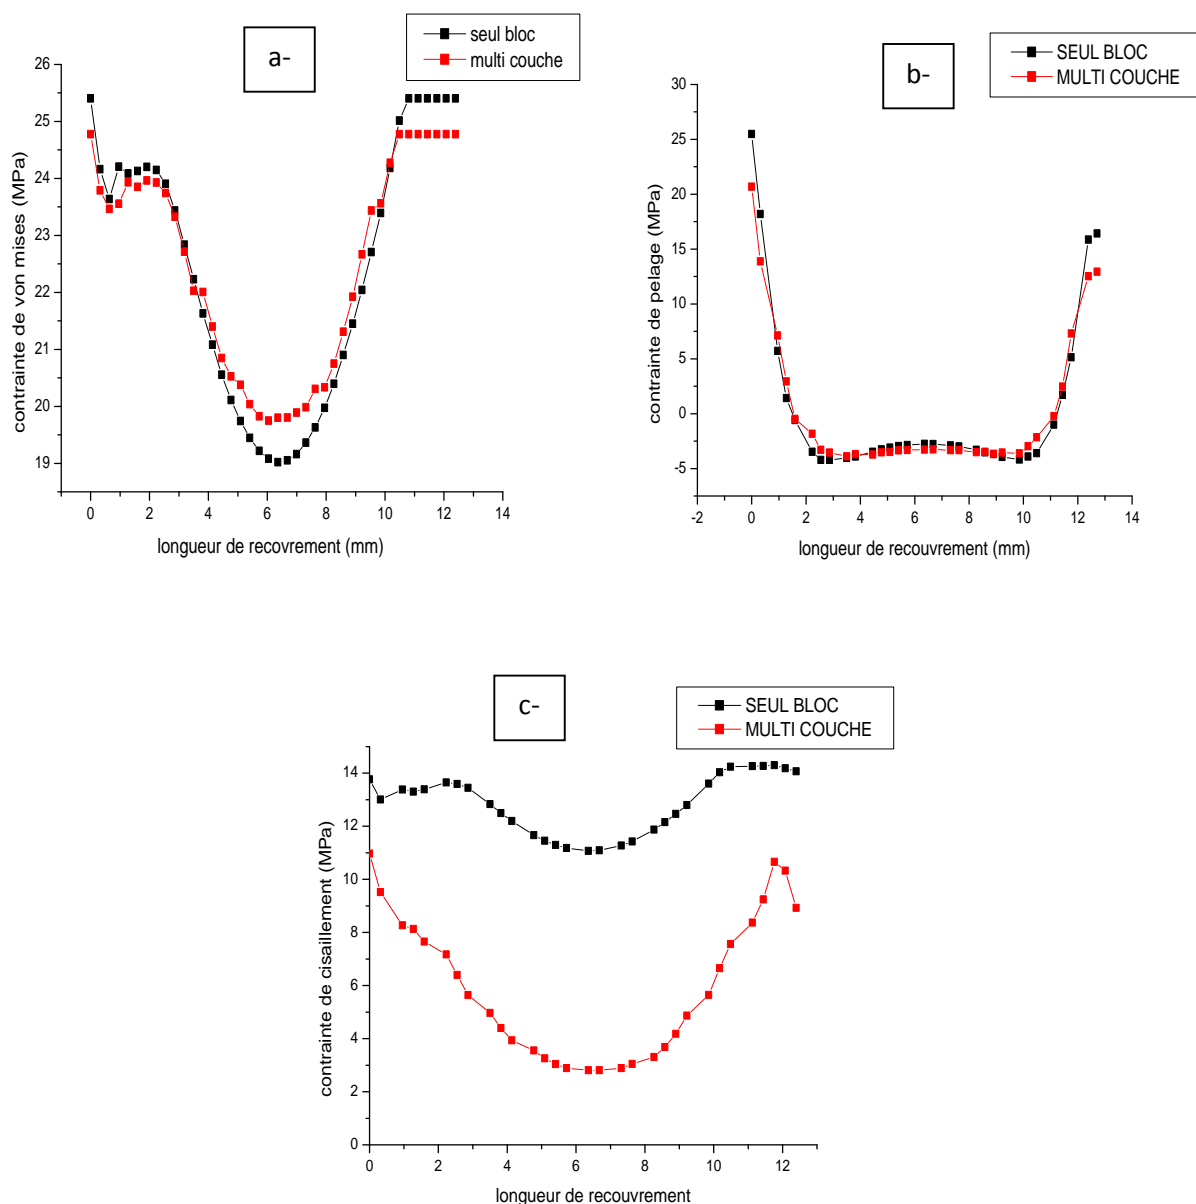 a-
seul bloc
multi couche
contrainte de von mises (MPa)
26
25
24
23
22
21
20
19
0 2 4 6 8 10 12 14
longueur de recovrement (mm)
b-
SEUL BLOC
MULTI COUCHE
contrainte de pelage (MPa)
30
25
20
15
10
5
0
-5
-2 0 2 4 6 8 10 12 14
longueur de recouvrement (mm)
c-
SEUL BLOC
MULTI COUCHE
contrainte de cisaillement (MPa)
14
12
10
8
6
4
2
0
0 2 4 6 8 10 12
longueur de recouvrement